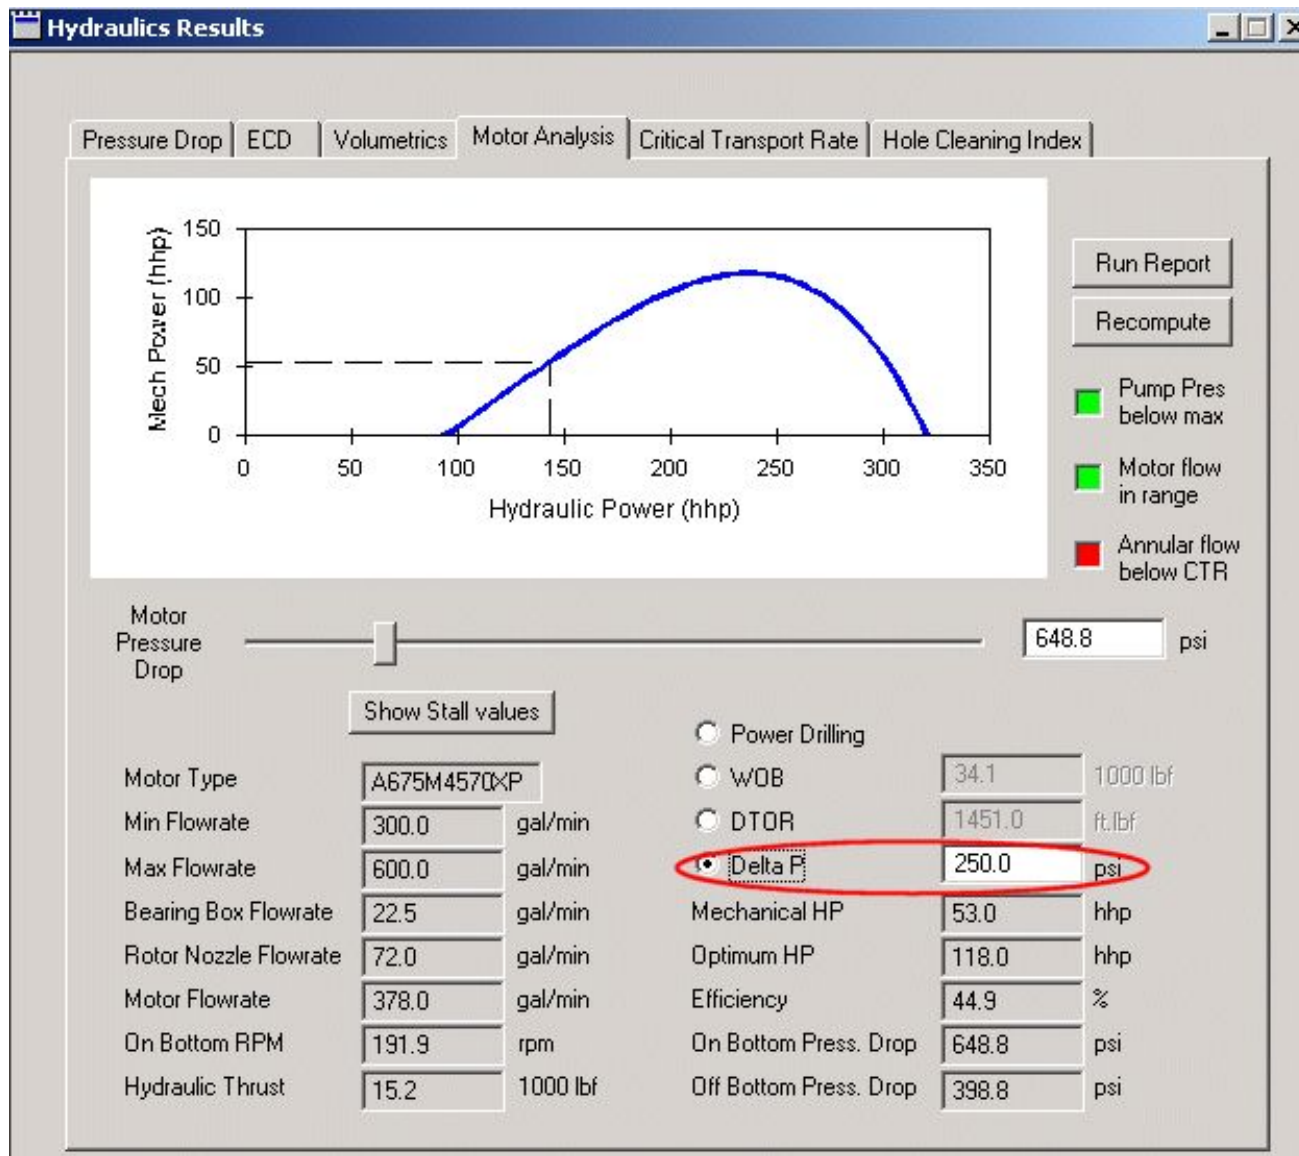 Hydraulics Results
Pressure Drop ECD Volumetrics Motor Analysis Critical Transport Rate Hole Cleaning Index
Mech Power (hhp)
150
100
50
0
0 50 100 150 200 250 300 350
Hydraulic Power (hhp)
Run Report
Recompute
Pump Pres
below max
Motor flow
in range
Annular flow
below CTR
Motor
Pressure
Drop
648.8 psi
Show Stall values
Power Drilling
Motor Type A675M4570XP
WOB 34.1 1000 lbf
Min Flowrate 300.0 gal/min
DTOR 1451.0 ft.lbf
Max Flowrate 600.0 gal/min
Delta P 250.0 psi
Bearing Box Flowrate 22.5 gal/min
Mechanical HP 53.0 hhp
Rotor Nozzle Flowrate 72.0 gal/min
Optimum HP 118.0 hhp
Motor Flowrate 378.0 gal/min
Efficiency 44.9 %
On Bottom RPM 191.9 rpm
On Bottom Press. Drop 648.8 psi
Hydraulic Thrust 15.2 1000 lbf
Off Bottom Press. Drop 398.8 psi